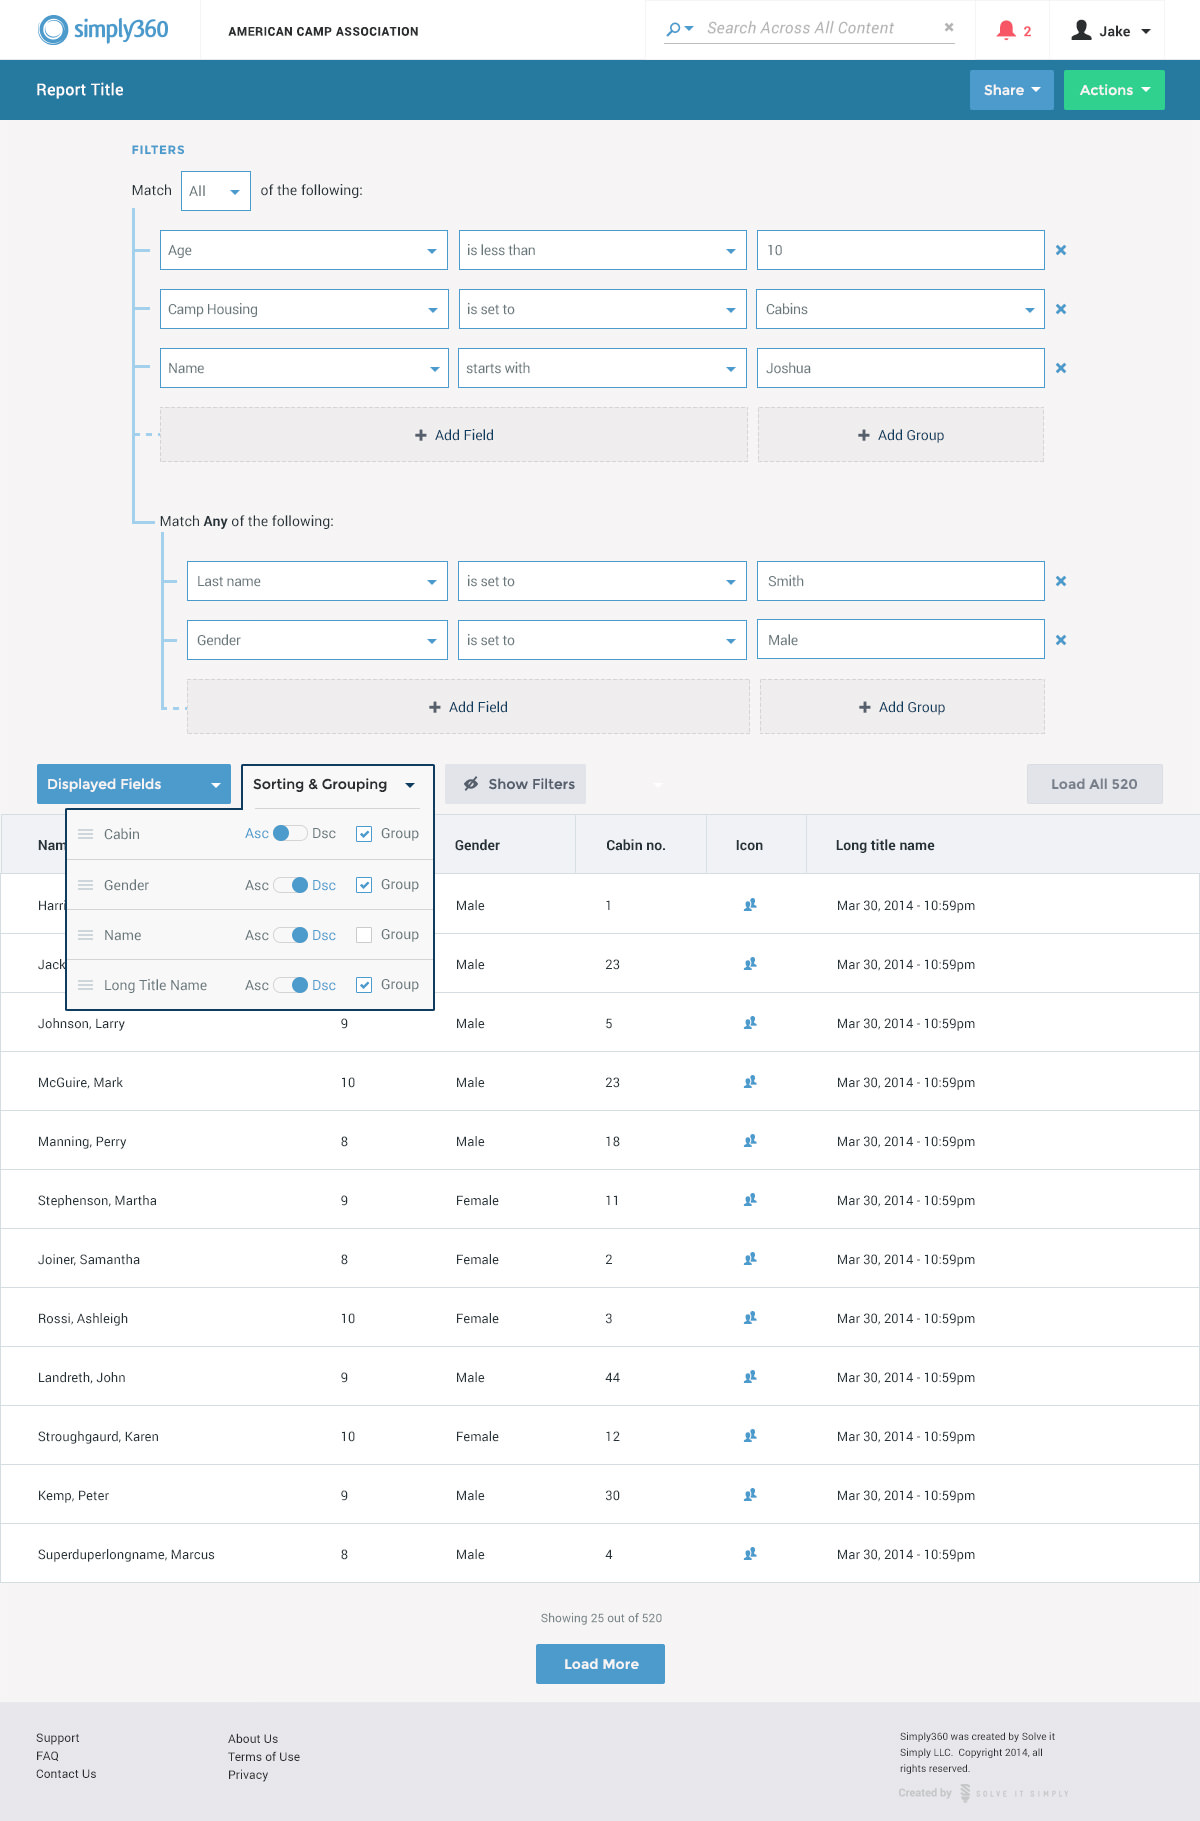 simply360
AMERICAN CAMP ASSOCIATION
Search Across All Content
2
Jake
Report Title
Share
Actions
FILTERS
Match All of the following:
Age is less than 10
Camp Housing is set to Cabins
Name starts with Joshua
Add Field Add Group
Match Any of the following:
Last name is set to Smith
Gender is set to Male
Add Field Add Group
Displayed Fields Sorting & Grouping Show Filters Load All 520
Cabin Asc Dsc Group
Gender Asc Dsc Group
Name Asc Dsc Group
Long Title Name Asc Dsc Group
Nam Gender Cabin no. Icon Long title name
Harri Male 1 Mar 30, 2014 - 10:59pm
Jack Male 23 Mar 30, 2014 - 10:59pm
Johnson, Larry 9 Male 5 Mar 30, 2014 - 10:59pm
McGuire, Mark 10 Male 23 Mar 30, 2014 - 10:59pm
Manning, Perry 8 Male 18 Mar 30, 2014 - 10:59pm
Stephenson, Martha 9 Female 11 Mar 30, 2014 - 10:59pm
Joiner, Samantha 8 Female 2 Mar 30, 2014 - 10:59pm
Rossi, Ashleigh 10 Female 3 Mar 30, 2014 - 10:59pm
Landreth, John 9 Male 44 Mar 30, 2014 - 10:59pm
Stroughgaurd, Karen 10 Female 12 Mar 30, 2014 - 10:59pm
Kemp, Peter 9 Male 30 Mar 30, 2014 - 10:59pm
Superduperlongname, Marcus 8 Male 4 Mar 30, 2014 - 10:59pm
Showing 25 out of 520
Load More
Support
FAQ
Contact Us
About Us
Terms of Use
Privacy
Simply360 was created by Solve it
Simply LLC. Copyright 2014, all
rights reserved.
Created by SOLVE IT SIMPLY